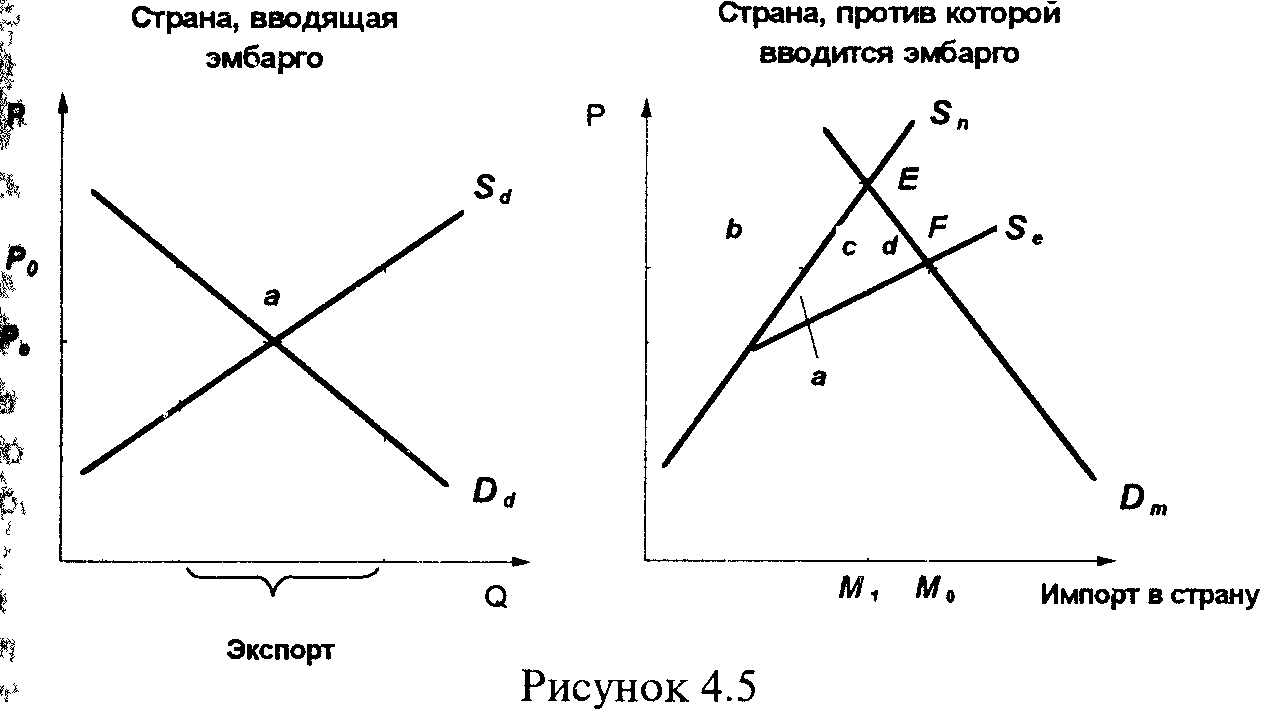 Страна, вводящая
эмбарго
Страна, против которой
вводится эмбарго
P
S d
P 0
a
P e
D d
Q
Экспорт
P
S n
E
b
c
d
F
S e
a
D m
M 1
M 0
Импорт в страну
Рисунок 4.5